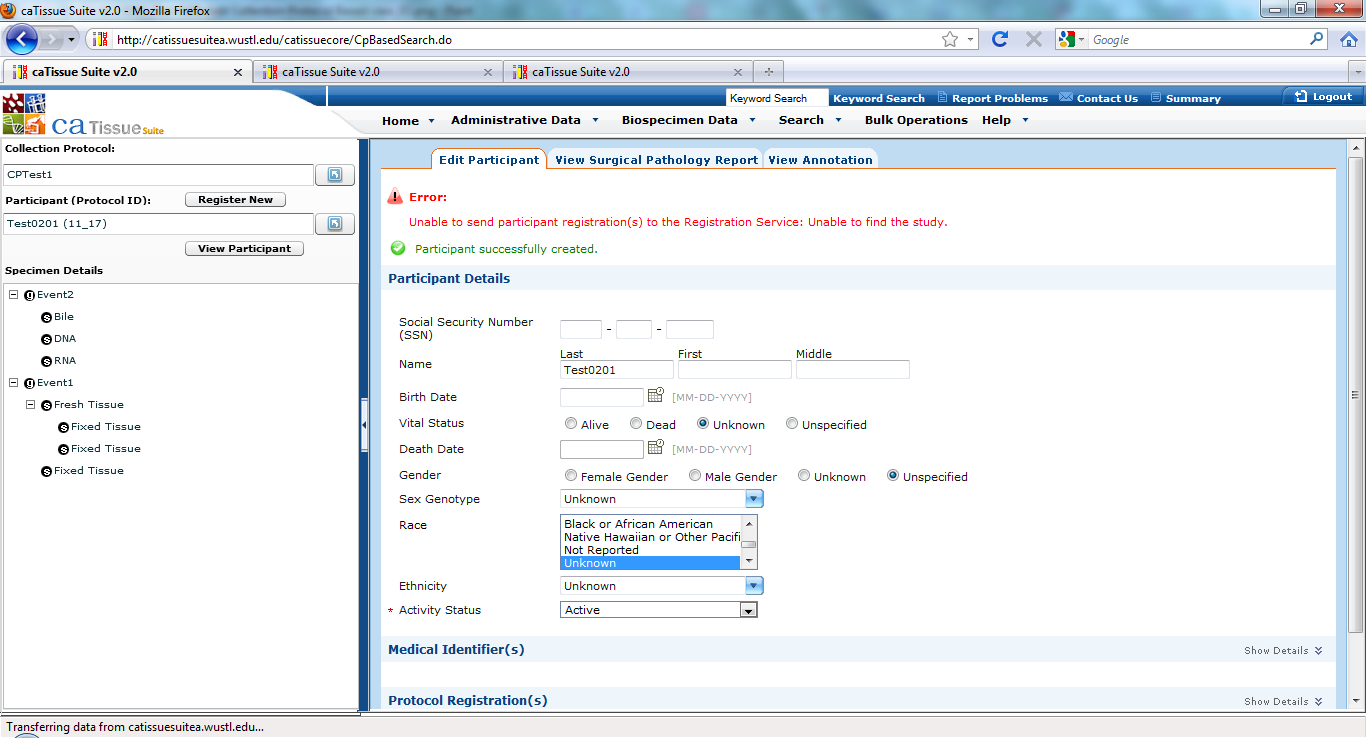 caTissue Suite v2.0 - Mozilla Firefox
http://catissuesuitea.wustl.edu/catissuecore/CpBasedSearch.do
Google
caTissue Suite v2.0
caTissue Suite v2.0
caTissue Suite v2.0
Keyword Search
Keyword Search
Report Problems
Contact Us
Summary
Logout
ca Tissue Suite
Home
Administrative Data
Biospecimen Data
Search
Bulk Operations
Help
Collection Protocol:
CPTest1
Participant (Protocol ID):
Register New
Test0201 (11_17)
View Participant
Specimen Details
Event2
Bile
DNA
RNA
Event1
Fresh Tissue
Fixed Tissue
Fixed Tissue
Fixed Tissue
Edit Participant
View Surgical Pathology Report
View Annotation
Error:
Unable to send participant registration(s) to the Registration Service: Unable to find the study.
Participant successfully created.
Participant Details
Social Security Number
(SSN)
- -
Last First Middle
Name
Test0201
Birth Date [MM-DD-YYYY]
Vital Status Alive Dead Unknown Unspecified
Death Date [MM-DD-YYYY]
Gender Female Gender Male Gender Unknown Unspecified
Sex Genotype Unknown
Race
Black or African American
Native Hawaiian or Other Pacifi
Not Reported
Unknown
Ethnicity Unknown
* Activity Status Active
Medical Identifier(s) Show Details
Protocol Registration(s) Show Details
Transferring data from catissuesuitea.wustl.edu...